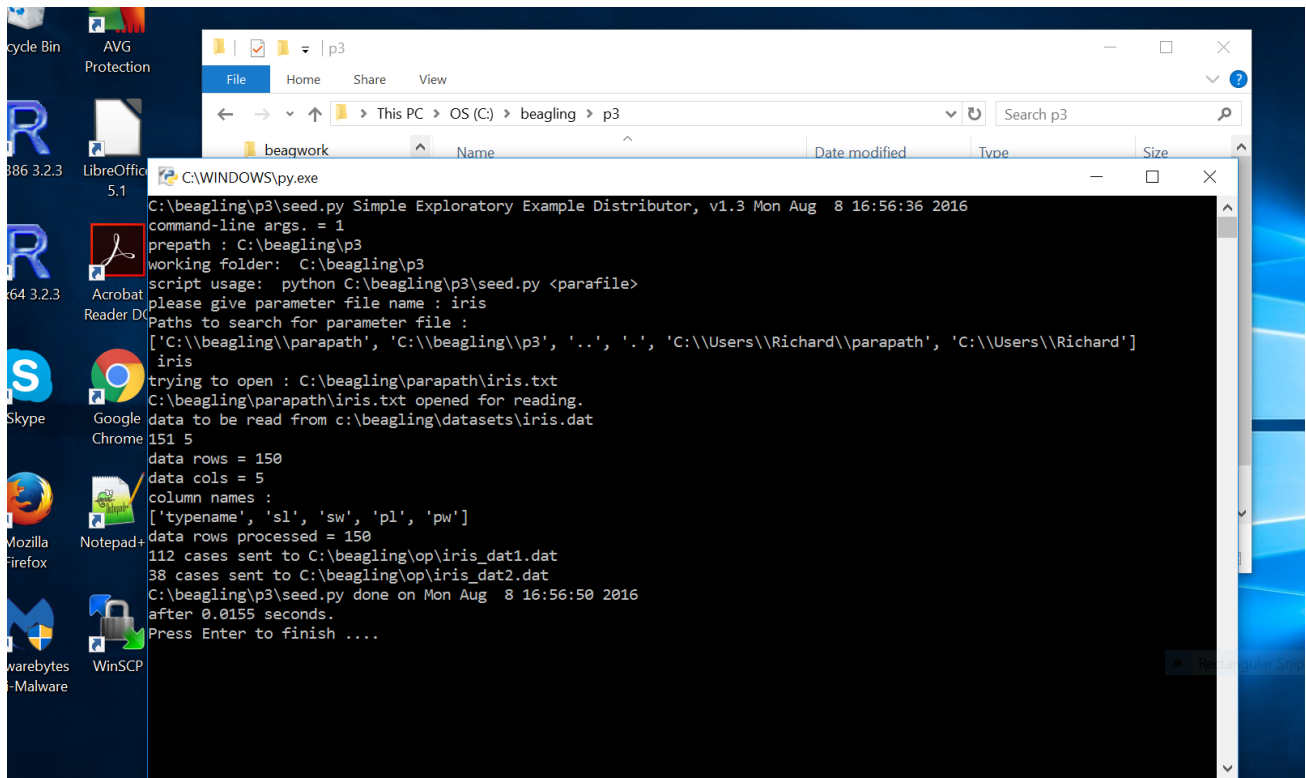 cycle Bin
AVG
Protection
386 3.2.3
LibreOffic
5.1
x64 3.2.3
Acrobat
Reader DC
Skype
Google
Chrome
Mozilla
Firefox
Notepad+
warebytes
i-Malware
WinSCP
p3
File Home Share View
This PC > OS (C:) > beagling > p3
Search p3
beagwork
Name Date modified Type Size
C:\WINDOWS\py.exe
C:\beagling\p3\seed.py Simple Exploratory Example Distributor, v1.3 Mon Aug  8 16:56:36 2016
command-line args. = 1
prepath : C:\beagling\p3
working folder:  C:\beagling\p3
script usage:  python C:\beagling\p3\seed.py <parafile>
please give parameter file name : iris
Paths to search for parameter file :
['C:\\beagling\\parapath', 'C:\\beagling\\p3', '..', '.', 'C:\\Users\\Richard\\parapath', 'C:\\Users\\Richard']
 iris
trying to open : C:\beagling\parapath\iris.txt
C:\beagling\parapath\iris.txt opened for reading.
data to be read from c:\beagling\datasets\iris.dat
151 5
data rows = 150
data cols = 5
column names :
['typename', 'sl', 'sw', 'pl', 'pw']
data rows processed = 150
112 cases sent to C:\beagling\op\iris_dat1.dat
38 cases sent to C:\beagling\op\iris_dat2.dat
C:\beagling\p3\seed.py done on Mon Aug  8 16:56:50 2016
after 0.0155 seconds.
Press Enter to finish ....
Rectangular Snip